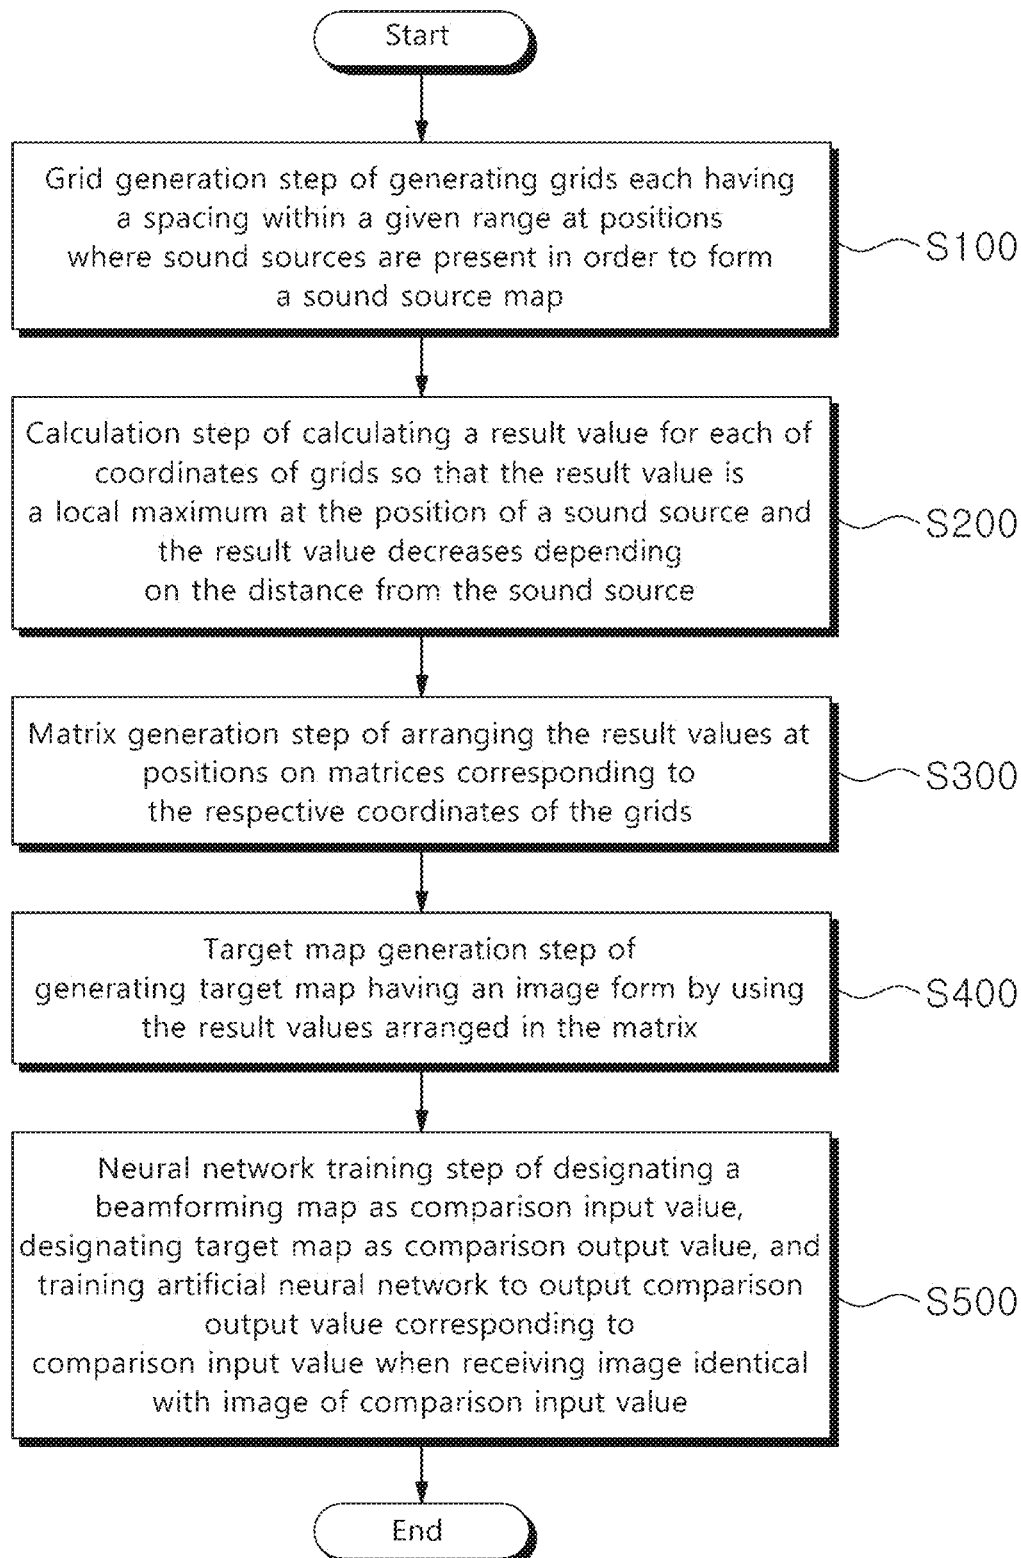 Start
Grid generation step of generating grids each having
a spacing within a given range at positions
where sound sources are present in order to form
a sound source map
S100
Calculation step of calculating a result value for each of
coordinates of grids so that the result value is
a local maximum at the position of a sound source and
the result value decreases depending
on the distance from the sound source
S200
Matrix generation step of arranging the result values at
positions on matrices corresponding to
the respective coordinates of the grids
S300
Target map generation step of
generating target map having an image form by using
the result values arranged in the matrix
S400
Neural network training step of designating a
beamforming map as comparison input value,
designating target map as comparison output value, and
training artificial neural network to output comparison
output value corresponding to
comparison input value when receiving image identical
with image of comparison input value
S500
End